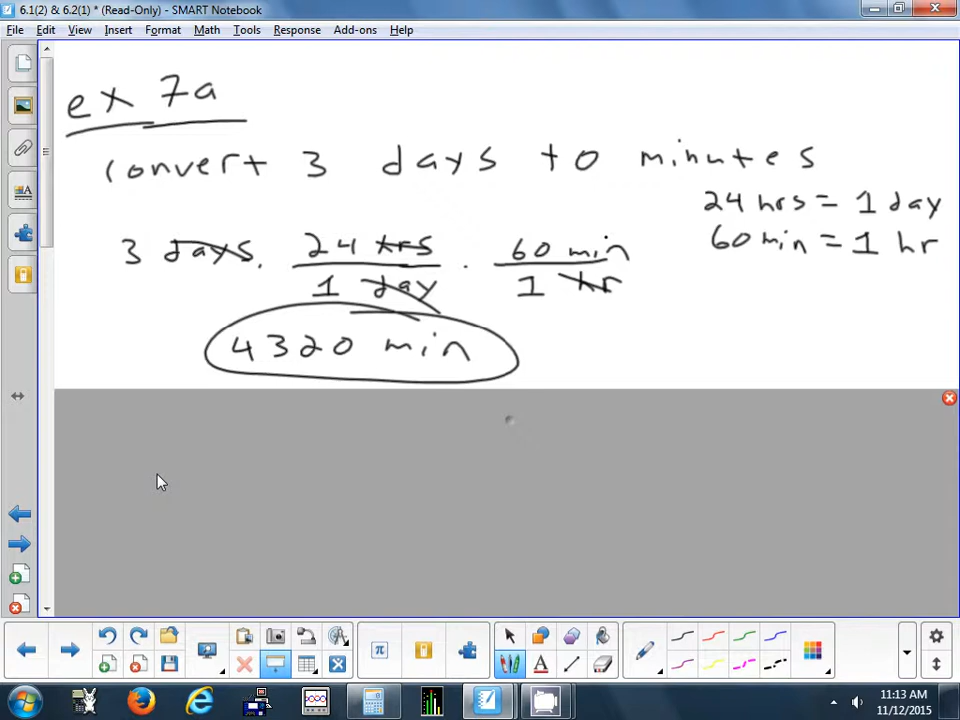 6.1(2) & 6.2(1) * (Read-Only) - SMART Notebook
File Edit View Insert Format Math Tools Response Add-ons Help
ex 7a
convert 3 days to minutes
24 hrs = 1 day
60 min = 1 hr
3 days . 24 hrs . 60 min
1 day 1 hr
4320 min
π
A
11:13 AM
11/12/2015